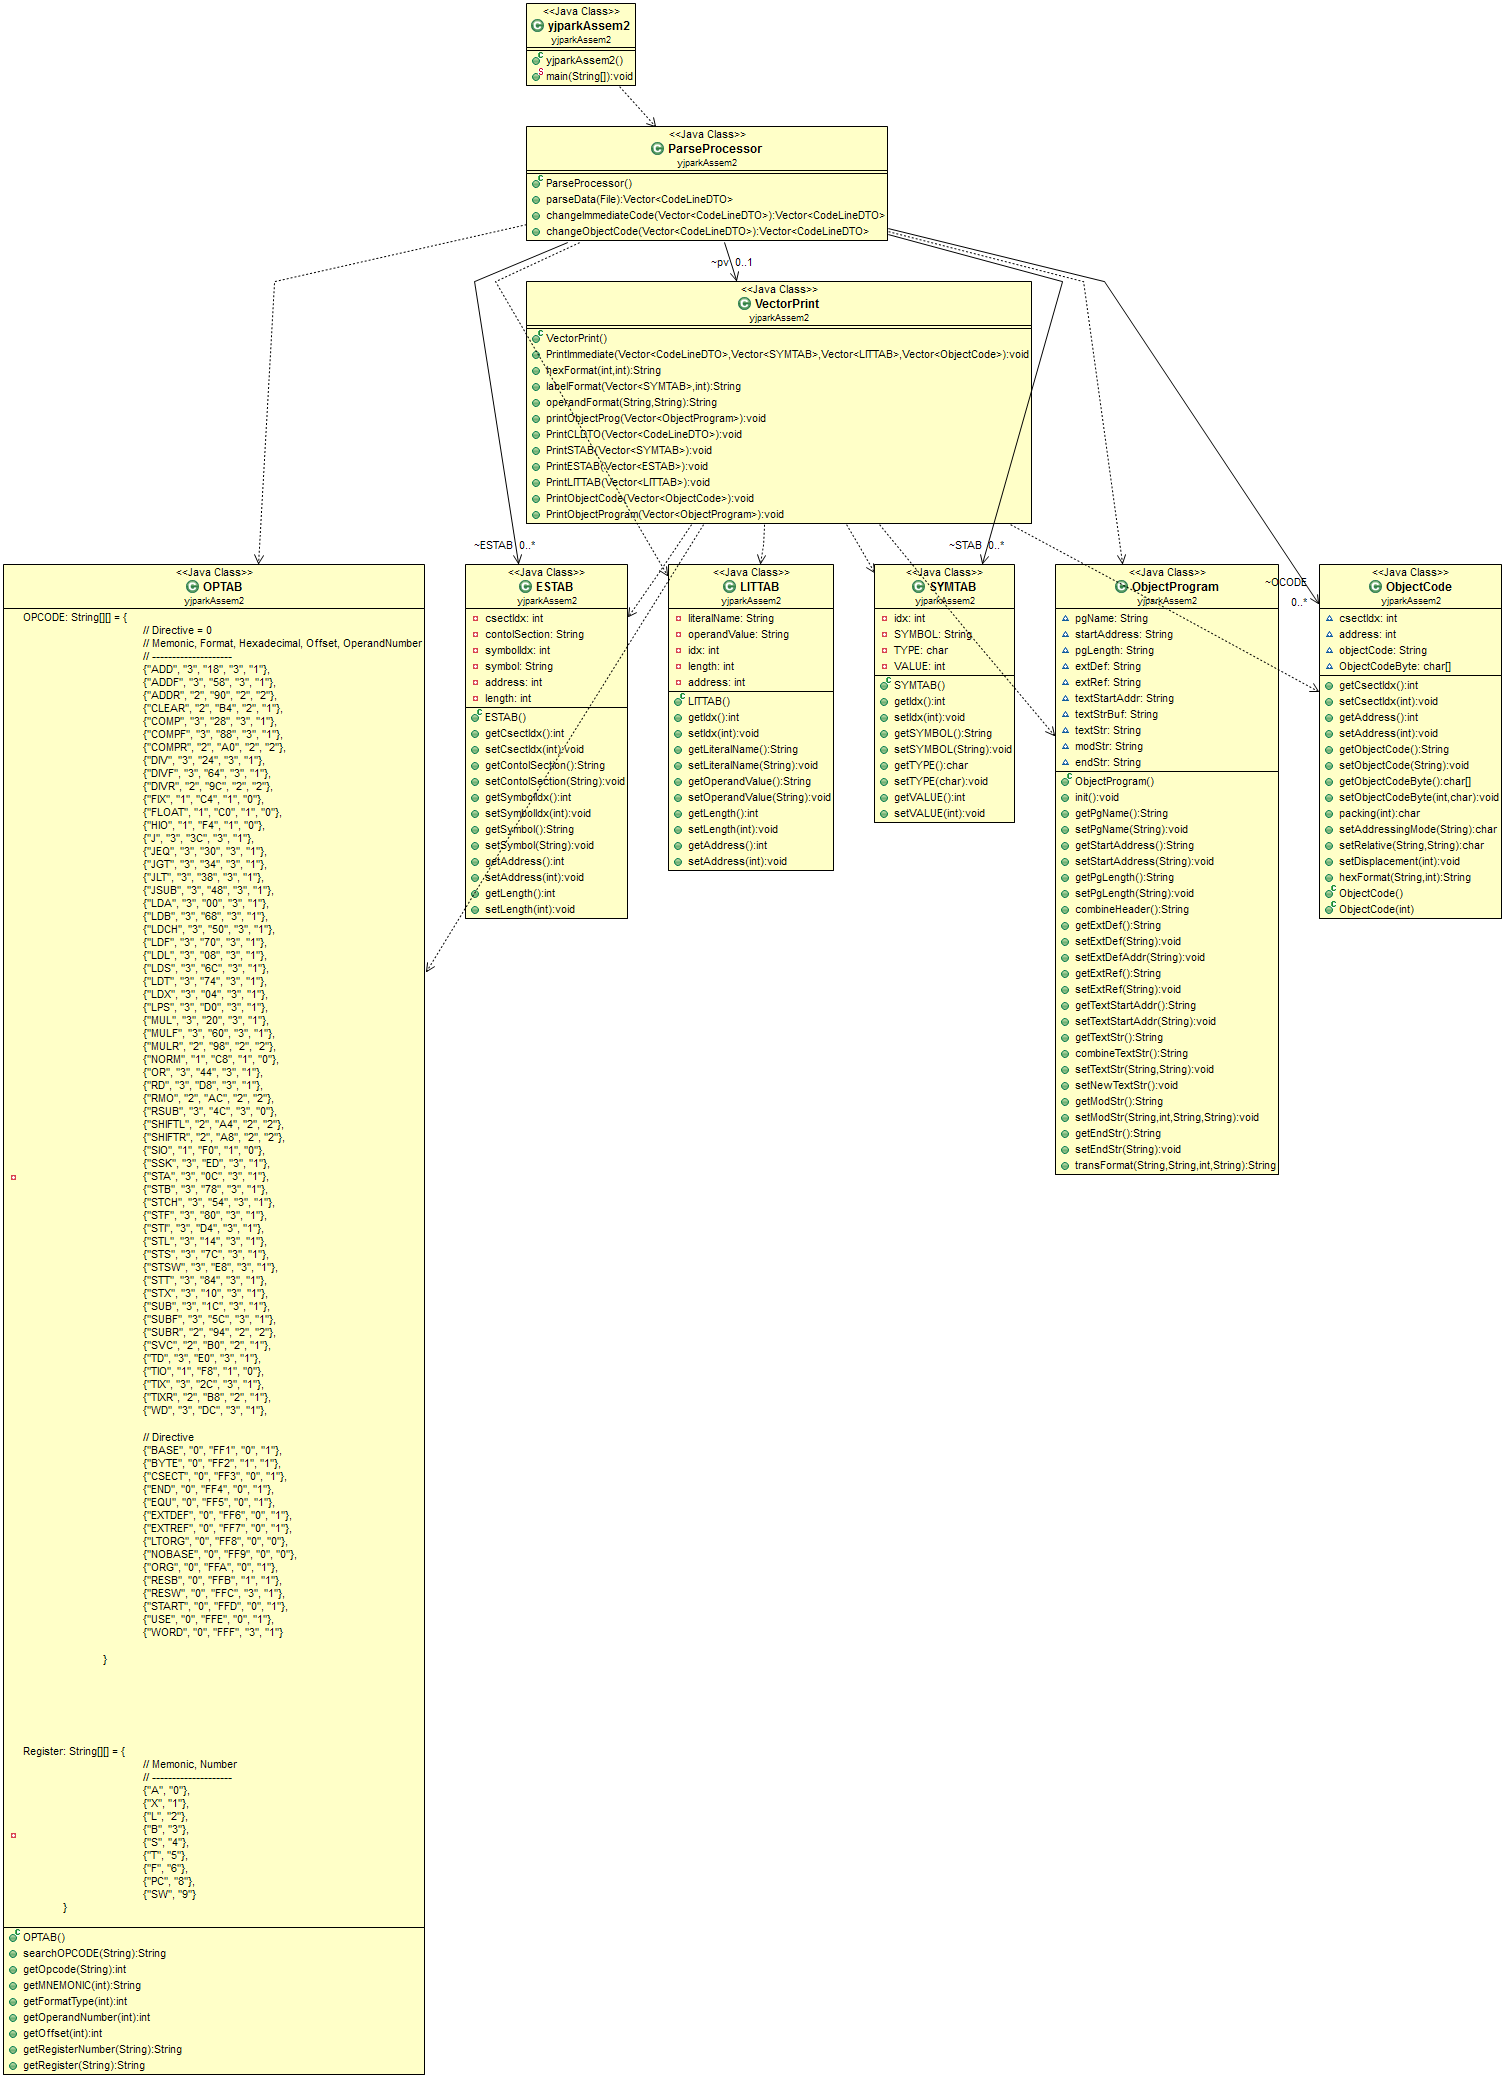 <<Java Class>>
yjparkAssem2
yjparkAssem2
yjparkAssem2()
main(String[]):void
<<Java Class>>
ParseProcessor
yjparkAssem2
ParseProcessor()
parseData(File):Vector<CodeLineDTO>
changeImmediateCode(Vector<CodeLineDTO>):Vector<CodeLineDTO>
changeObjectCode(Vector<CodeLineDTO>):Vector<CodeLineDTO>
~pv 0..1
<<Java Class>>
VectorPrint
yjparkAssem2
VectorPrint()
PrintImmediate(Vector<CodeLineDTO>,Vector<SYMTAB>,Vector<LITTAB>,Vector<ObjectCode>):void
hexFormat(int,int):String
labelFormat(Vector<SYMTAB>,int):String
operandFormat(String,String):String
printObjectProg(Vector<ObjectProgram>):void
PrintCLDTO(Vector<CodeLineDTO>):void
PrintSTAB(Vector<SYMTAB>):void
PrintESTAB(Vector<ESTAB>):void
PrintLITTAB(Vector<LITTAB>):void
PrintObjectCode(Vector<ObjectCode>):void
PrintObjectProgram(Vector<ObjectProgram>):void
~ESTAB 0..*
~STAB 0..*
~OCODE
0..*
<<Java Class>>
OPTAB
yjparkAssem2
OPCODE: String[][] = {
// Directive = 0
// Memonic, Format, Hexadecimal, Offset, OperandNumber
// --------------------
{"ADD", "3", "18", "3", "1"},
{"ADDF", "3", "58", "3", "1"},
{"ADDR", "2", "90", "2", "2"},
{"CLEAR", "2", "B4", "2", "1"},
{"COMP", "3", "28", "3", "1"},
{"COMPF", "3", "88", "3", "1"},
{"COMPR", "2", "A0", "2", "2"},
{"DIV", "3", "24", "3", "1"},
{"DIVF", "3", "64", "3", "1"},
{"DIVR", "2", "9C", "2", "2"},
{"FIX", "1", "C4", "1", "0"},
{"FLOAT", "1", "C0", "1", "0"},
{"HIO", "1", "F4", "1", "0"},
{"J", "3", "3C", "3", "1"},
{"JEQ", "3", "30", "3", "1"},
{"JGT", "3", "34", "3", "1"},
{"JLT", "3", "38", "3", "1"},
{"JSUB", "3", "48", "3", "1"},
{"LDA", "3", "00", "3", "1"},
{"LDB", "3", "68", "3", "1"},
{"LDCH", "3", "50", "3", "1"},
{"LDF", "3", "70", "3", "1"},
{"LDL", "3", "08", "3", "1"},
{"LDS", "3", "6C", "3", "1"},
{"LDT", "3", "74", "3", "1"},
{"LDX", "3", "04", "3", "1"},
{"LPS", "3", "D0", "3", "1"},
{"MUL", "3", "20", "3", "1"},
{"MULF", "3", "60", "3", "1"},
{"MULR", "2", "98", "2", "2"},
{"NORM", "1", "C8", "1", "0"},
{"OR", "3", "44", "3", "1"},
{"RD", "3", "D8", "3", "1"},
{"RMO", "2", "AC", "2", "2"},
{"RSUB", "3", "4C", "3", "0"},
{"SHIFTL", "2", "A4", "2", "2"},
{"SHIFTR", "2", "A8", "2", "2"},
{"SIO", "1", "F0", "1", "0"},
{"SSK", "3", "ED", "3", "1"},
{"STA", "3", "0C", "3", "1"},
{"STB", "3", "78", "3", "1"},
{"STCH", "3", "54", "3", "1"},
{"STF", "3", "80", "3", "1"},
{"STI", "3", "D4", "3", "1"},
{"STL", "3", "14", "3", "1"},
{"STS", "3", "7C", "3", "1"},
{"STSW", "3", "E8", "3", "1"},
{"STT", "3", "84", "3", "1"},
{"STX", "3", "10", "3", "1"},
{"SUB", "3", "1C", "3", "1"},
{"SUBF", "3", "5C", "3", "1"},
{"SUBR", "2", "94", "2", "2"},
{"SVC", "2", "B0", "2", "1"},
{"TD", "3", "E0", "3", "1"},
{"TIO", "1", "F8", "1", "0"},
{"TIX", "3", "2C", "3", "1"},
{"TIXR", "2", "B8", "2", "1"},
{"WD", "3", "DC", "3", "1"},
// Directive
{"BASE", "0", "FF1", "0", "1"},
{"BYTE", "0", "FF2", "1", "1"},
{"CSECT", "0", "FF3", "0", "1"},
{"END", "0", "FF4", "0", "1"},
{"EQU", "0", "FF5", "0", "1"},
{"EXTDEF", "0", "FF6", "0", "1"},
{"EXTREF", "0", "FF7", "0", "1"},
{"LTORG", "0", "FF8", "0", "0"},
{"NOBASE", "0", "FF9", "0", "0"},
{"ORG", "0", "FFA", "0", "1"},
{"RESB", "0", "FFB", "1", "1"},
{"RESW", "0", "FFC", "3", "1"},
{"START", "0", "FFD", "0", "1"},
{"USE", "0", "FFE", "0", "1"},
{"WORD", "0", "FFF", "3", "1"}
}
Register: String[][] = {
// Memonic, Number
// --------------------
{"A", "0"},
{"X", "1"},
{"L", "2"},
{"B", "3"},
{"S", "4"},
{"T", "5"},
{"F", "6"},
{"PC", "8"},
{"SW", "9"}
}
OPTAB()
searchOPCODE(String):String
getOpcode(String):int
getMNEMONIC(int):String
getFormatType(int):int
getOperandNumber(int):int
getOffset(int):int
getRegisterNumber(String):String
getRegister(String):String
<<Java Class>>
ESTAB
yjparkAssem2
csectIdx: int
contolSection: String
symbolIdx: int
symbol: String
address: int
length: int
ESTAB()
getCsectIdx():int
setCsectIdx(int):void
getContolSection():String
setContolSection(String):void
getSymbolIdx():int
setSymbolIdx(int):void
getSymbol():String
setSymbol(String):void
getAddress():int
setAddress(int):void
getLength():int
setLength(int):void
<<Java Class>>
LITTAB
yjparkAssem2
literalName: String
operandValue: String
idx: int
length: int
address: int
LITTAB()
getIdx():int
setIdx(int):void
getLiteralName():String
setLiteralName(String):void
getOperandValue():String
setOperandValue(String):void
getLength():int
setLength(int):void
getAddress():int
setAddress(int):void
<<Java Class>>
SYMTAB
yjparkAssem2
idx: int
SYMBOL: String
TYPE: char
VALUE: int
SYMTAB()
getIdx():int
setIdx(int):void
getSYMBOL():String
setSYMBOL(String):void
getTYPE():char
setTYPE(char):void
getVALUE():int
setVALUE(int):void
<<Java Class>>
ObjectProgram
yjparkAssem2
pgName: String
startAddress: String
pgLength: String
extDef: String
extRef: String
textStartAddr: String
textStrBuf: String
textStr: String
modStr: String
endStr: String
ObjectProgram()
init():void
getPgName():String
setPgName(String):void
getStartAddress():String
setStartAddress(String):void
getPgLength():String
setPgLength(String):void
combineHeader():String
getExtDef():String
setExtDef(String):void
setExtDefAddr(String):void
getExtRef():String
setExtRef(String):void
getTextStartAddr():String
setTextStartAddr(String):void
getTextStr():String
combineTextStr():String
setTextStr(String,String):void
setNewTextStr():void
getModStr():String
setModStr(String,int,String,String):void
getEndStr():String
setEndStr(String):void
transFormat(String,String,int,String):String
<<Java Class>>
ObjectCode
yjparkAssem2
csectIdx: int
address: int
objectCode: String
ObjectCodeByte: char[]
getCsectIdx():int
setCsectIdx(int):void
getAddress():int
setAddress(int):void
getObjectCode():String
setObjectCode(String):void
getObjectCodeByte():char[]
setObjectCodeByte(int,char):void
packing(int):char
setAddressingMode(String):char
setRelative(String,String):char
setDisplacement(int):void
hexFormat(String,int):String
ObjectCode()
ObjectCode(int)